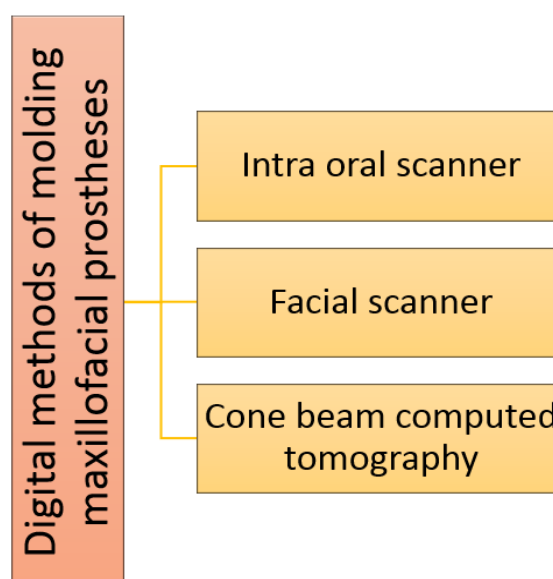 Digital methods of molding
maxillofacial prostheses
Intra oral scanner
Facial scanner
Cone beam computed
tomography